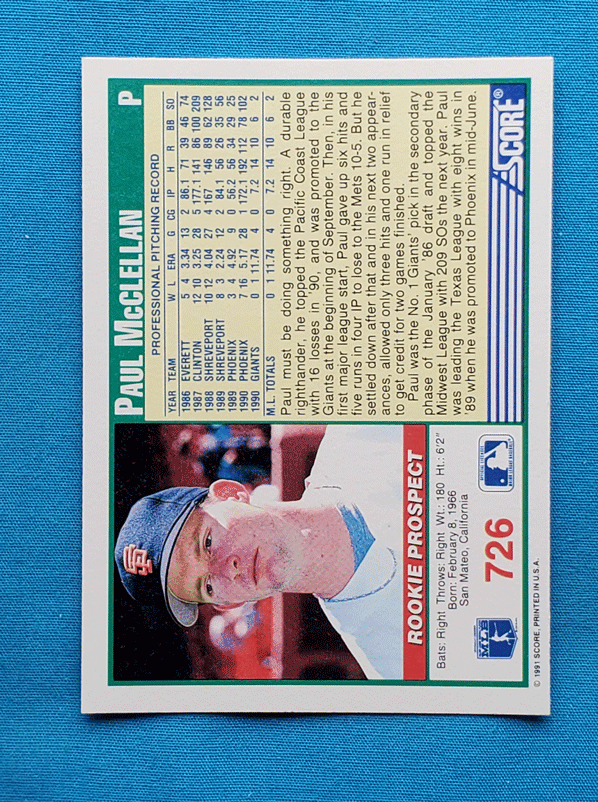 PAUL MCCLELLAN P
PROFESSIONAL PITCHING RECORD
YEAR TEAM W L ERA G CG IP H R BB SO
1986 EVERETT 5 4 3.34 13 2 86.1 71 39 46 74
1987 CLINTON 12 10 3.25 28 5 177.1 141 86 100 209
1988 SHREVEPORT 10 12 4.04 27 4 167 146 89 62 128
1989 SHREVEPORT 8 3 2.24 12 2 84.1 56 26 35 56
1989 PHOENIX 3 4 4.92 9 0 56.2 56 34 29 25
1990 PHOENIX 7 16 5.17 28 1 172.1 192 112 78 102
1990 GIANTS 0 1 11.74 4 0 7.2 14 10 6 2
M.L. TOTALS 0 1 11.74 4 0 7.2 14 10 6 2
Paul must be doing something right. A durable
righthander, he topped the Pacific Coast League
with 16 losses in '90, and was promoted to the
Giants at the beginning of September. Then, in his
first major league start, Paul gave up six hits and
five runs in four IP to lose to the Mets 10-5. But he
settled down after that and in his next two appear-
ances, allowed only three hits and one run in relief
to get credit for two games finished.
Paul was the No. 1 Giants' pick in the secondary
phase of the January '86 draft and topped the
Midwest League with 209 SOs the next year. Paul
was leading the Texas League with eight wins in
'89 when he was promoted to Phoenix in mid-June.
SCORE®
SF
ROOKIE PROSPECT
Bats: Right Throws: Right Wt.: 180 Ht.: 6'2"
Born: February 8, 1966
San Mateo, California
MLB
726
© 1991 SCORE, PRINTED IN U.S.A.